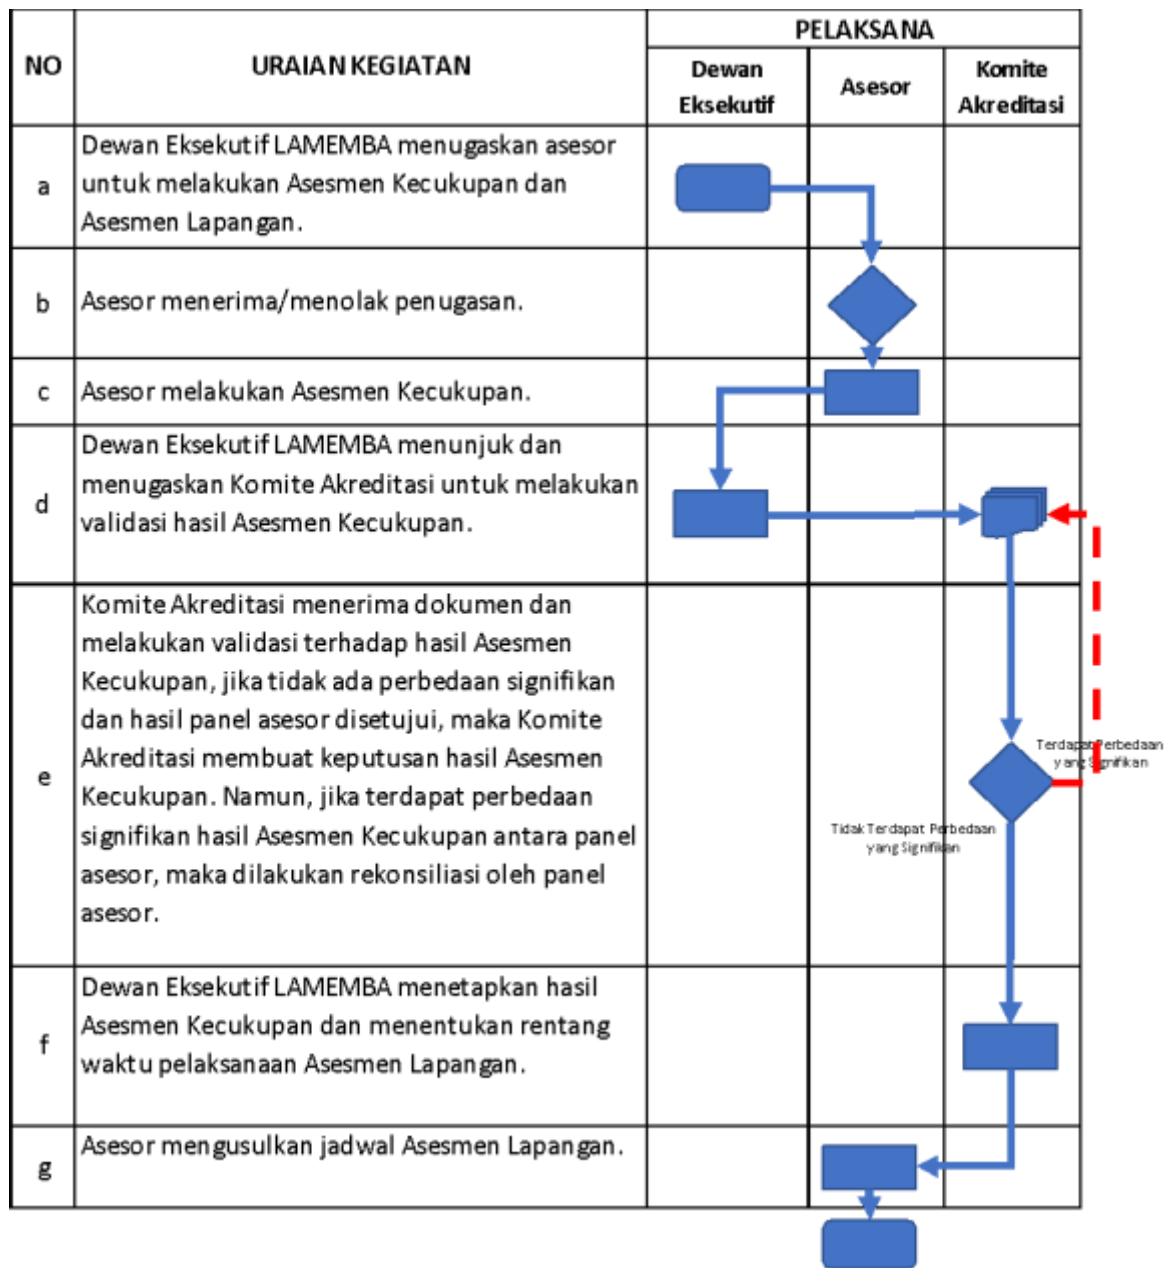 NO
URAIAN KEGIATAN
PELAKSANA
Dewan
Eksekutif
Asesor
Komite
Akreditasi
a
Dewan Eksekutif LAMEMBA menugaskan asesor
untuk melakukan Asesmen Kecukupan dan
Asesmen Lapangan.
b
Asesor menerima/menolak penugasan.
c
Asesor melakukan Asesmen Kecukupan.
d
Dewan Eksekutif LAMEMBA menunjuk dan
menugaskan Komite Akreditasi untuk melakukan
validasi hasil Asesmen Kecukupan.
e
Komite Akreditasi menerima dokumen dan
melakukan validasi terhadap hasil Asesmen
Kecukupan, jika tidak ada perbedaan signifikan
dan hasil panel asesor disetujui, maka Komite
Akreditasi membuat keputusan hasil Asesmen
Kecukupan. Namun, jika terdapat perbedaan
signifikan hasil Asesmen Kecukupan antara panel
asesor, maka dilakukan rekonsiliasi oleh panel
asesor.
Terdapat Perbedaan
yang Signifikan
Tidak Terdapat Perbedaan
yang Signifikan
f
Dewan Eksekutif LAMEMBA menetapkan hasil
Asesmen Kecukupan dan menentukan rentang
waktu pelaksanaan Asesmen Lapangan.
g
Asesor mengusulkan jadwal Asesmen Lapangan.